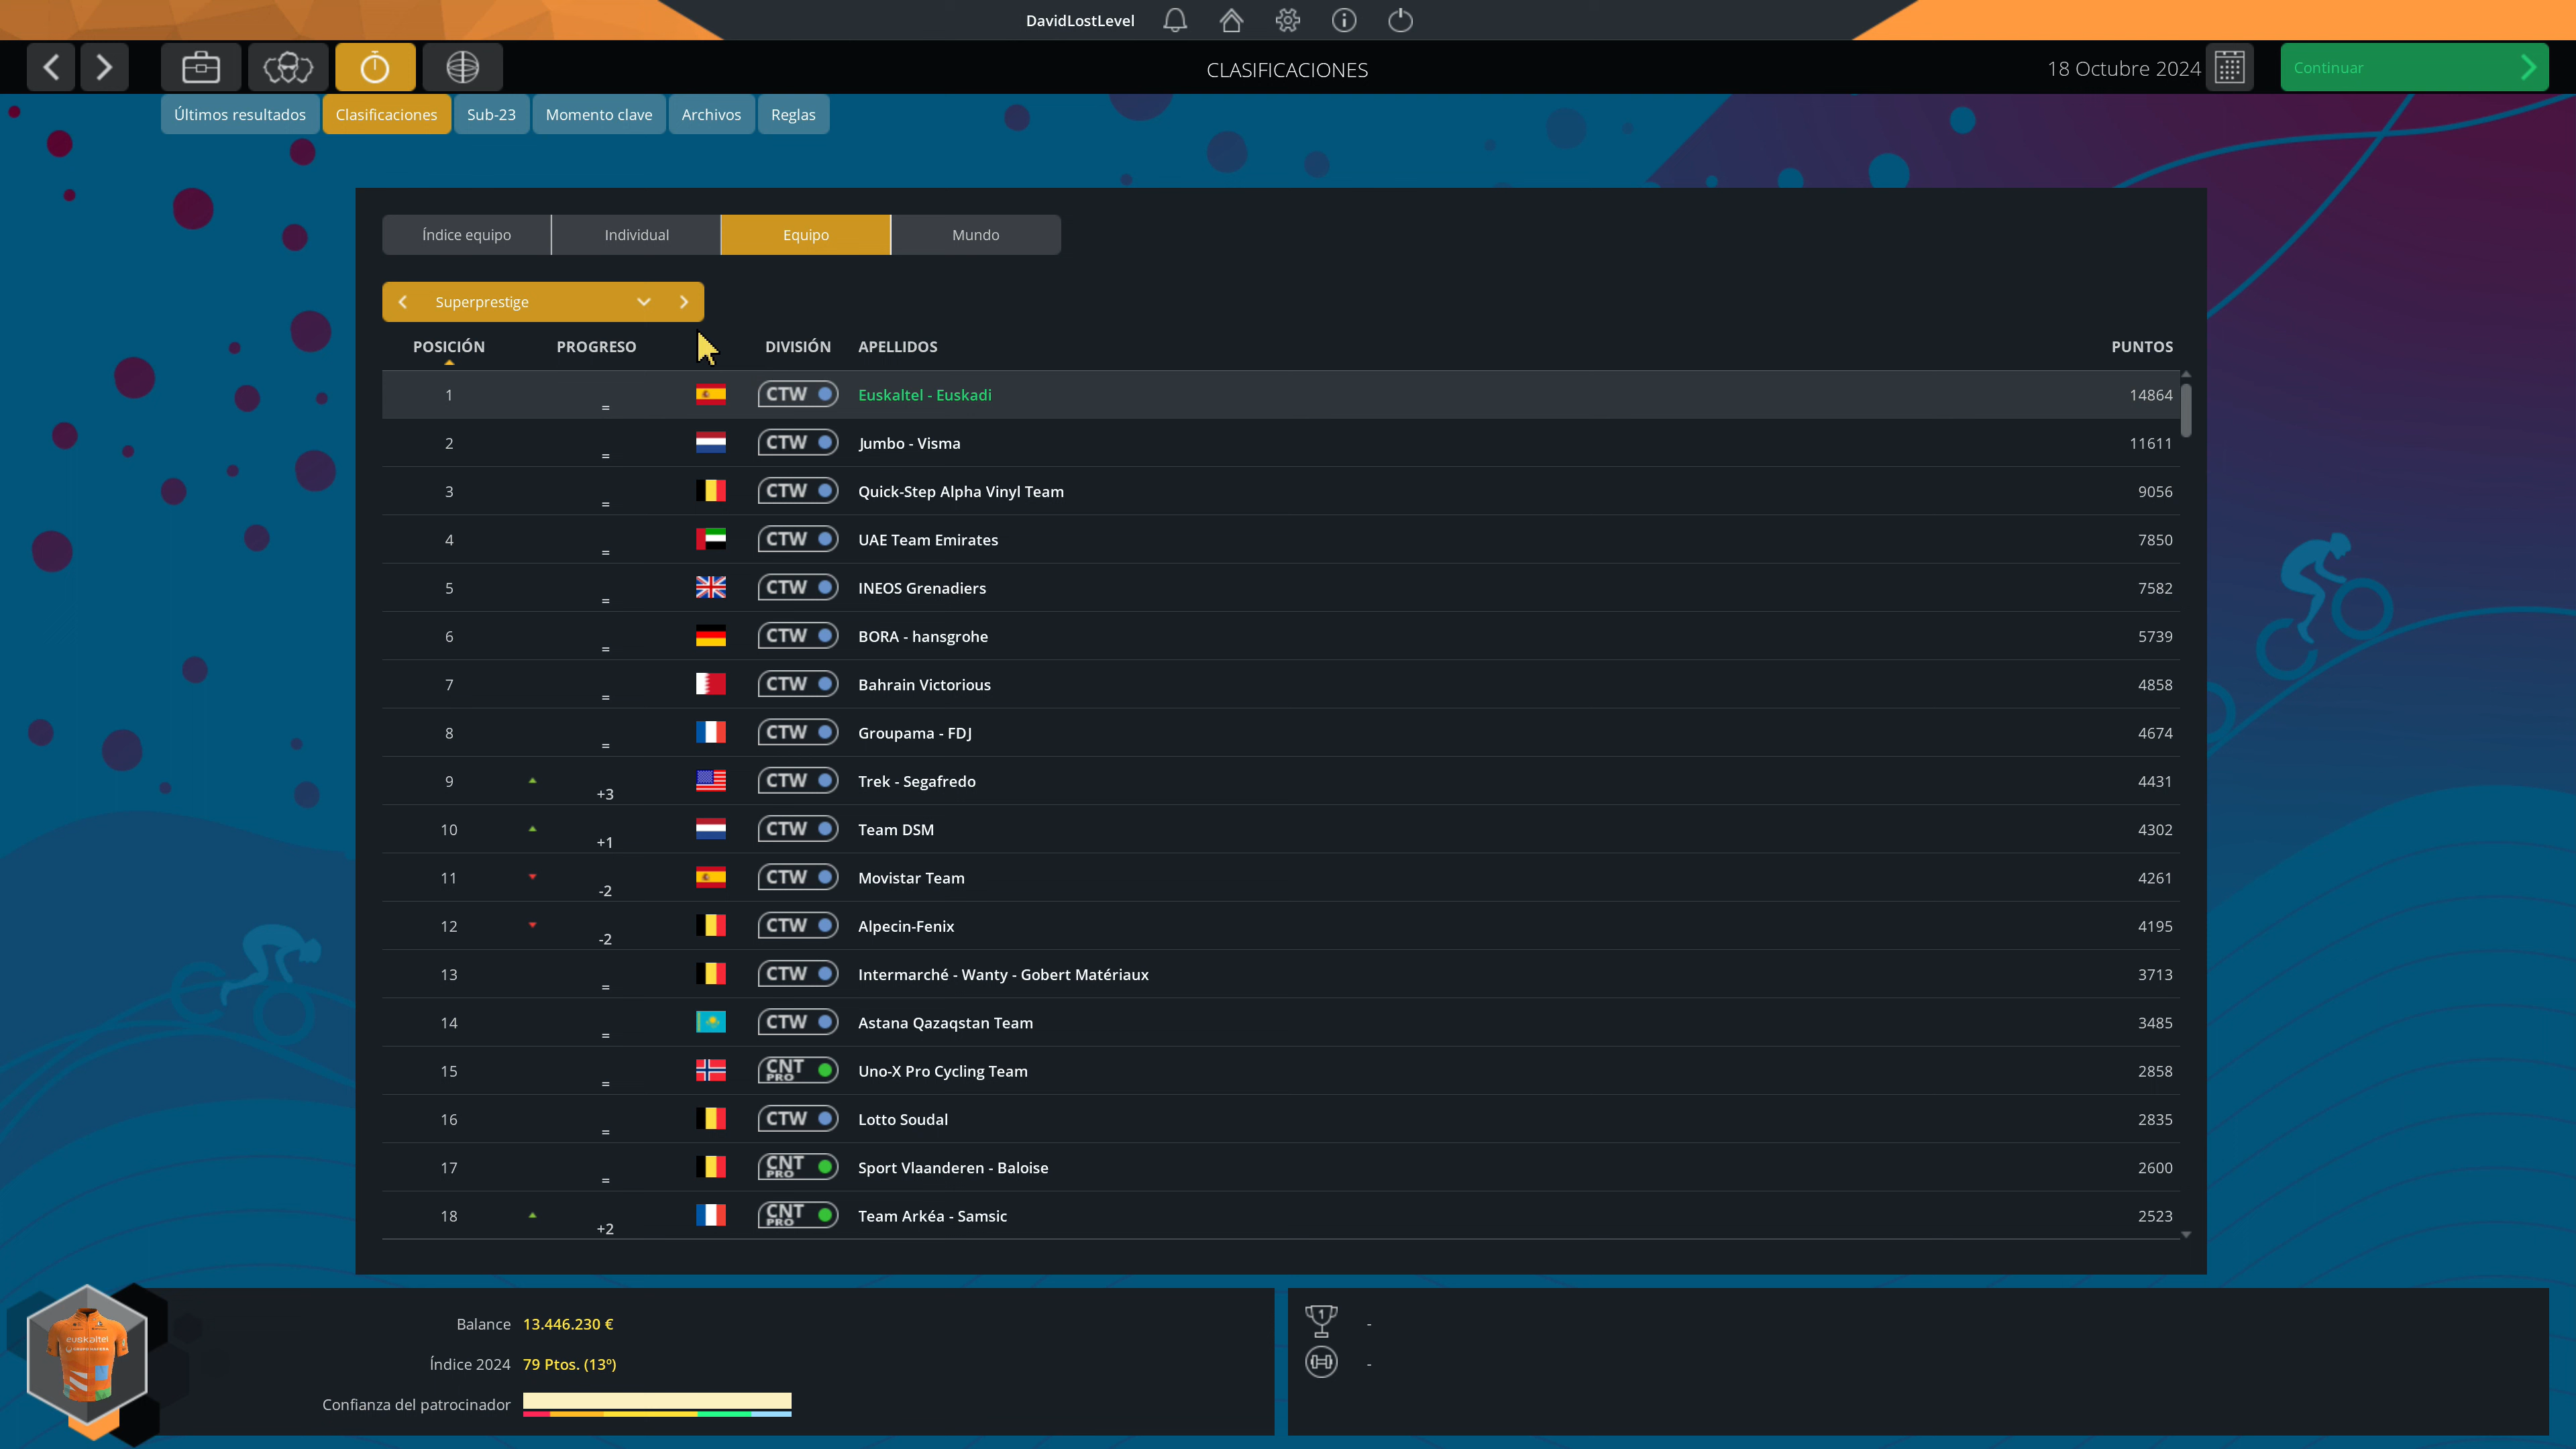 DavidLostLevel
CLASIFICACIONES
18 Octubre 2024
Continuar
Últimos resultados Clasificaciones Sub-23 Momento clave Archivos Reglas
Índice equipo Individual Equipo Mundo
Superprestige
POSICIÓN PROGRESO DIVISIÓN APELLIDOS PUNTOS
1 = CTW Euskaltel - Euskadi 14864
2 = CTW Jumbo - Visma 11611
3 = CTW Quick-Step Alpha Vinyl Team 9056
4 = CTW UAE Team Emirates 7850
5 = CTW INEOS Grenadiers 7582
6 = CTW BORA - hansgrohe 5739
7 = CTW Bahrain Victorious 4858
8 = CTW Groupama - FDJ 4674
9 +3 CTW Trek - Segafredo 4431
10 +1 CTW Team DSM 4302
11 -2 CTW Movistar Team 4261
12 -2 CTW Alpecin-Fenix 4195
13 = CTW Intermarché - Wanty - Gobert Matériaux 3713
14 = CTW Astana Qazaqstan Team 3485
15 = CNT PRO Uno-X Pro Cycling Team 2858
16 = CTW Lotto Soudal 2835
17 = CNT PRO Sport Vlaanderen - Baloise 2600
18 +2 CNT PRO Team Arkéa - Samsic 2523
euskaltel
Balance 13.446.230 €
Índice 2024 79 Ptos. (13º)
Confianza del patrocinador
1 -
-